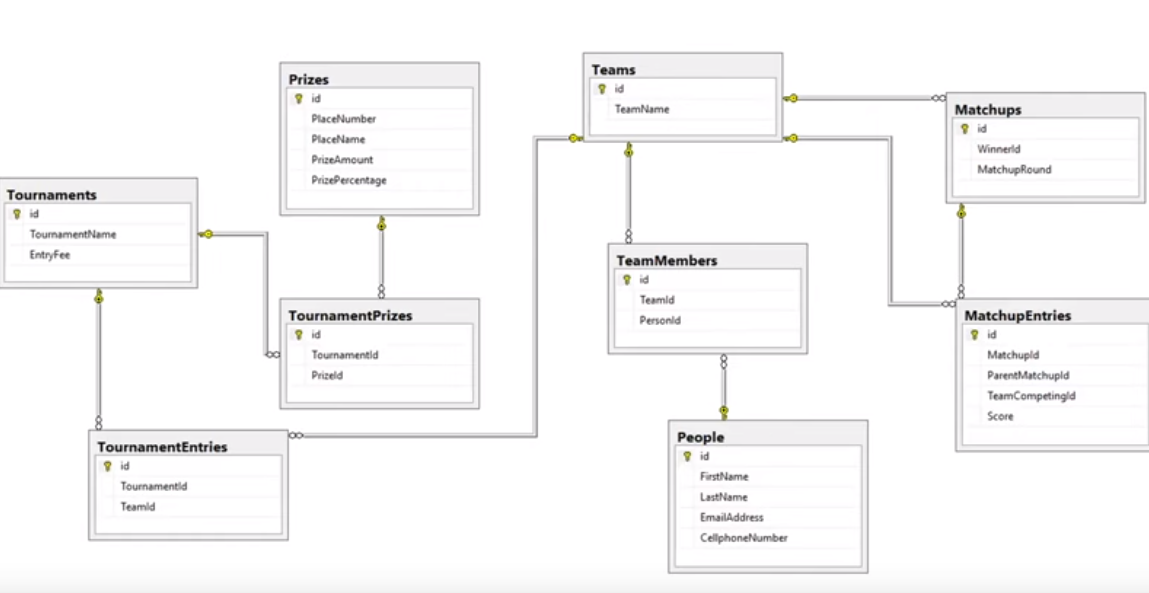 Prizes
id
PlaceNumber
PlaceName
PrizeAmount
PrizePercentage
Teams
id
TeamName
Matchups
id
WinnerId
MatchupRound
Tournaments
id
TournamentName
EntryFee
TeamMembers
id
TeamId
PersonId
TournamentPrizes
id
TournamentId
PrizeId
MatchupEntries
id
MatchupId
ParentMatchupId
TeamCompetingId
Score
TournamentEntries
id
TournamentId
TeamId
People
id
FirstName
LastName
EmailAddress
CellphoneNumber